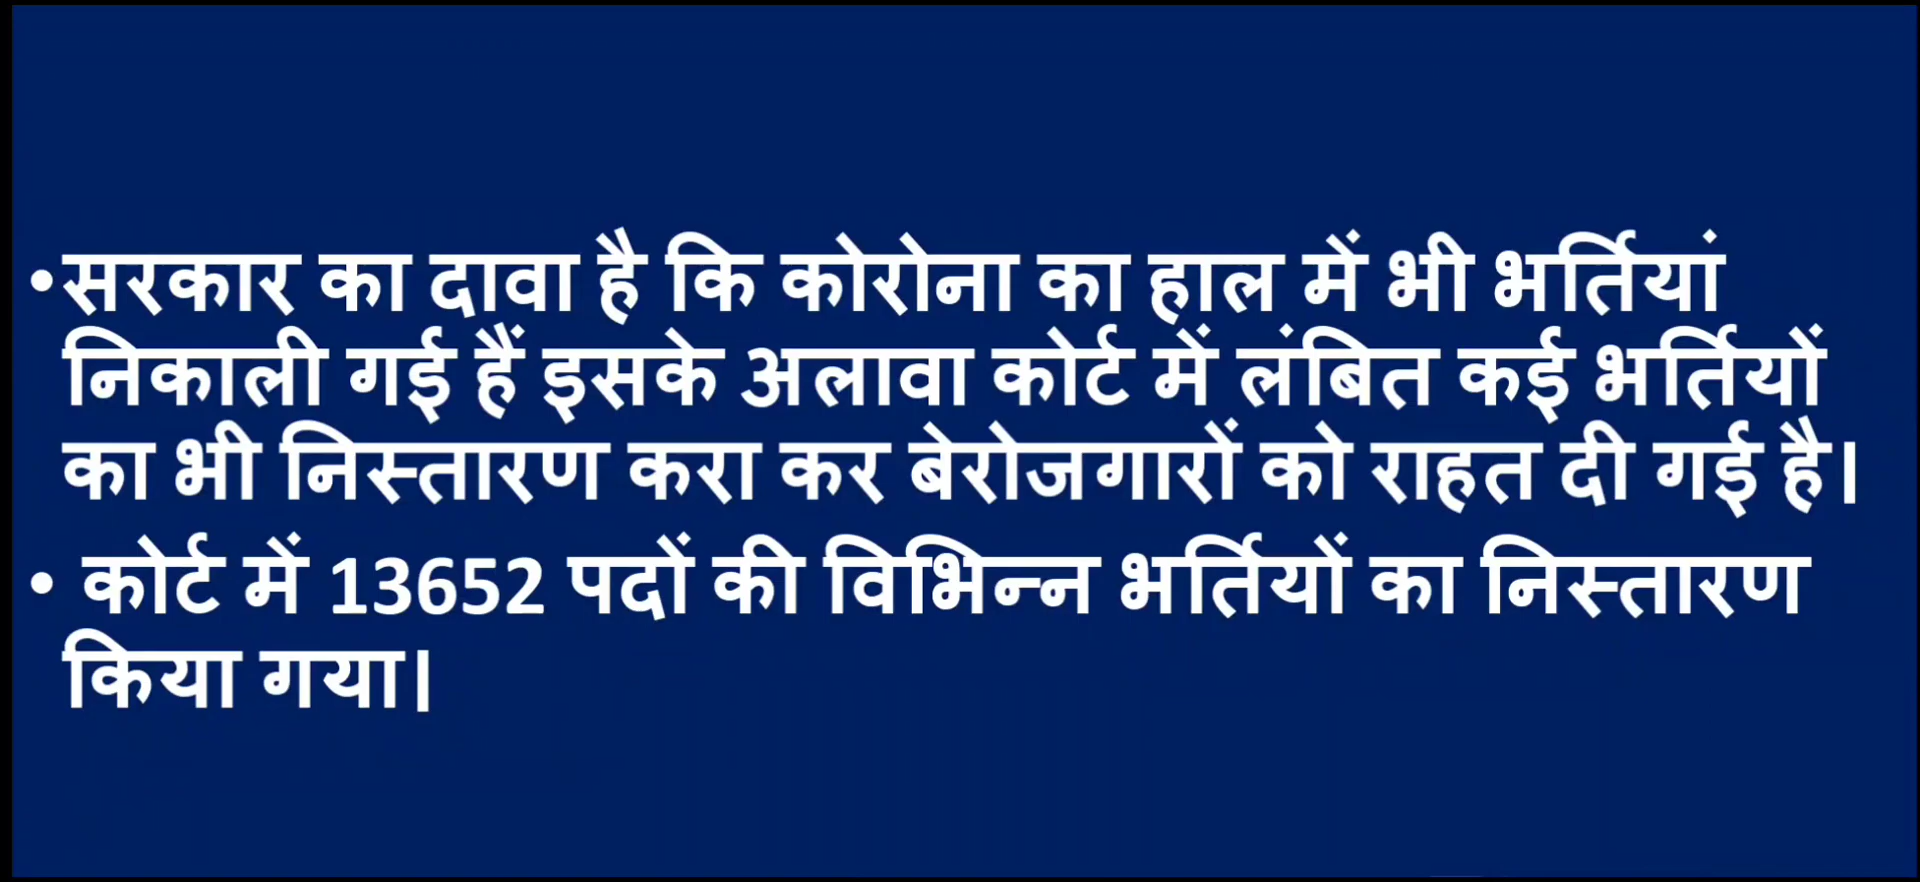 •सरकार का दावा है कि कोरोना का हाल में भी भर्तियां
निकाली गई हैं इसके अलावा कोर्ट में लंबित कई भर्तियों
का भी निस्तारण करा कर बेरोजगारों को राहत दी गई है।
• कोर्ट में 13652 पदों की विभिन्न भर्तियों का निस्तारण
किया गया।